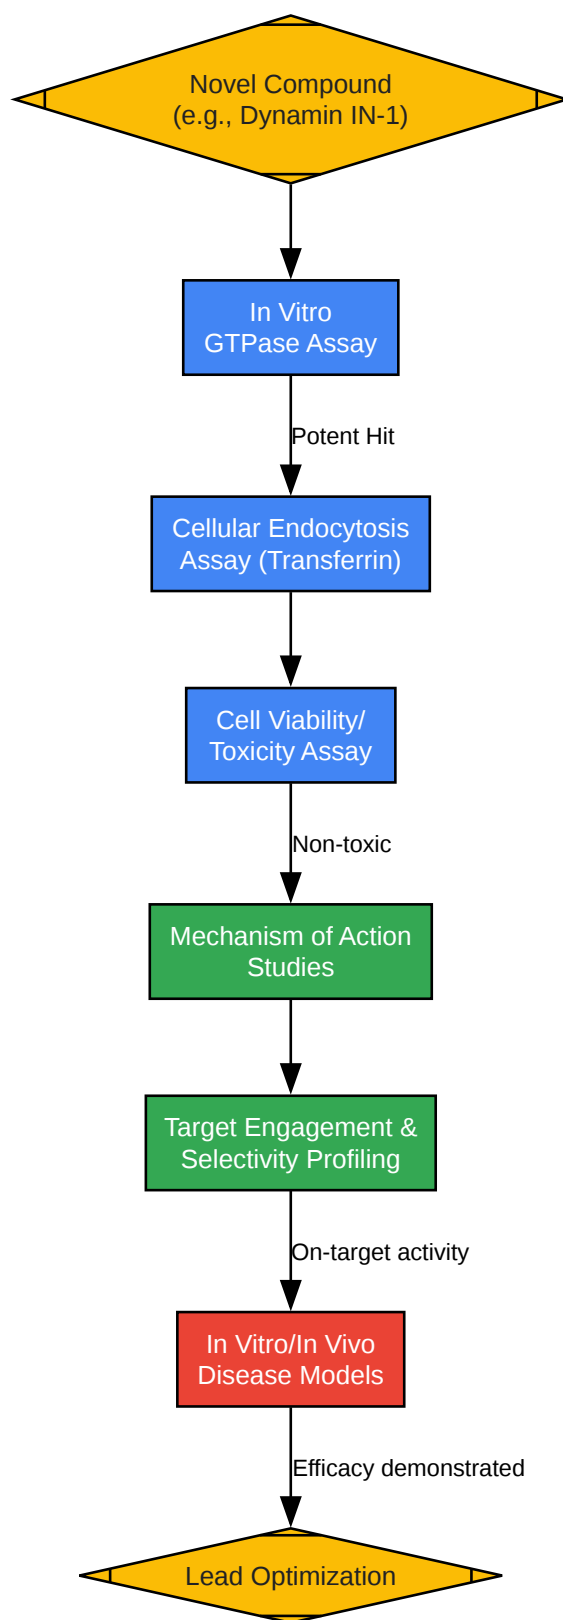 Novel Compound
(e.g., Dynamin IN-1)
In Vitro
GTPase Assay
Potent Hit
Cellular Endocytosis
Assay (Transferrin)
Cell Viability/
Toxicity Assay
Non-toxic
Mechanism of Action
Studies
Target Engagement &
Selectivity Profiling
On-target activity
In Vitro/In Vivo
Disease Models
Efficacy demonstrated
Lead Optimization